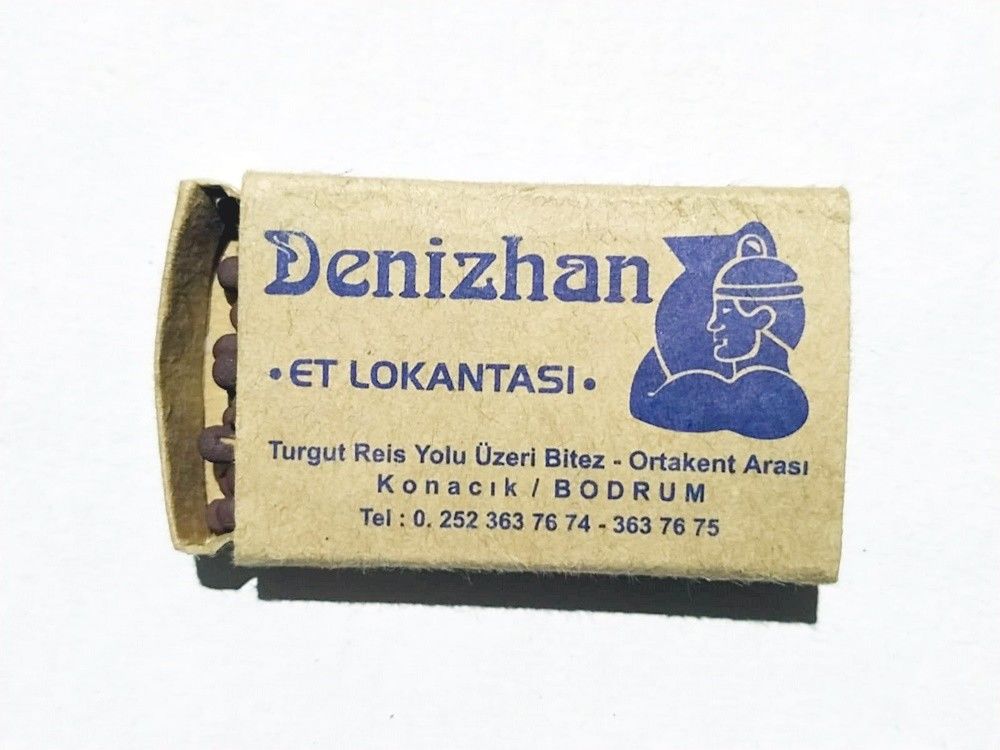 Denizhan
• ET LOKANTASI •
Turgut Reis Yolu Üzeri Bitez - Ortakent Arası
Konacık / BODRUM
Tel : 0. 252 363 76 74 - 363 76 75